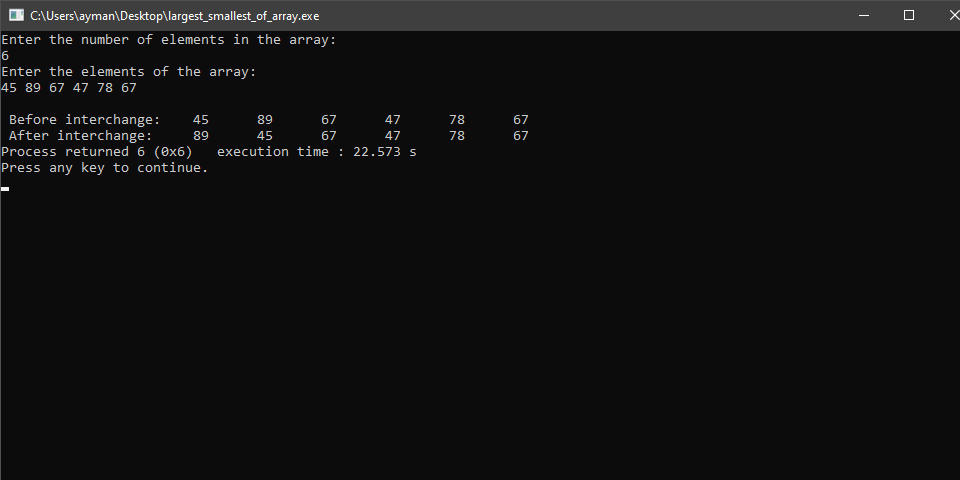 C:\Users\ayman\Desktop\largest_smallest_of_array.exe
Enter the number of elements in the array:
6
Enter the elements of the array:
45 89 67 47 78 67
Before interchange: 45 89 67 47 78 67
After interchange: 89 45 67 47 78 67
Process returned 6 (0x6) execution time : 22.573 s
Press any key to continue.